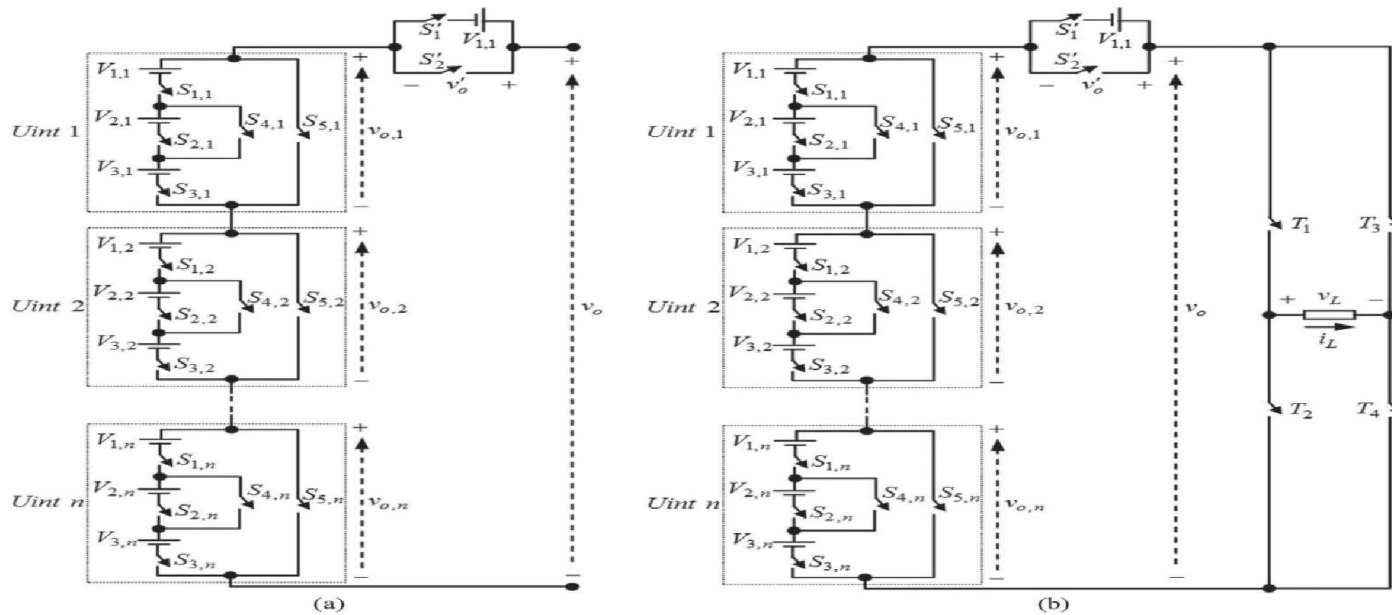 S′1 V1,1
S′2
− v′o +
V1,1
S1,1
V2,1
S2,1
V3,1
S3,1
S4,1
S5,1
Uint 1
+
vo,1
−
V1,2
S1,2
V2,2
S2,2
V3,2
S3,2
S4,2
S5,2
Uint 2
+
vo,2
−
V1,n
S1,n
V2,n
S2,n
V3,n
S3,n
S4,n
S5,n
Uint n
+
vo,n
−
+
vo
−
(a)
S′1 V1,1
S′2
− v′o +
V1,1
S1,1
V2,1
S2,1
V3,1
S3,1
S4,1
S5,1
Uint 1
+
vo,1
−
V1,2
S1,2
V2,2
S2,2
V3,2
S3,2
S4,2
S5,2
Uint 2
+
vo,2
−
V1,n
S1,n
V2,n
S2,n
V3,n
S3,n
S4,n
S5,n
Uint n
+
vo,n
−
+
vo
−
T1 T3
+ vL −
iL
T2 T4
(b)